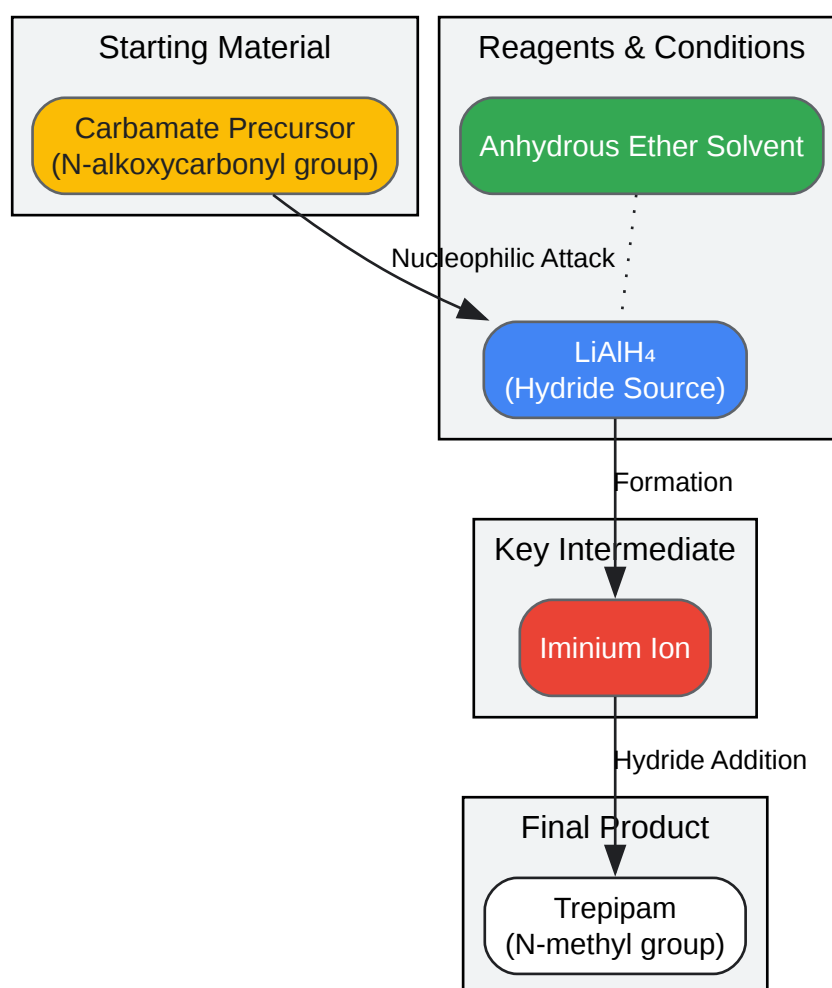 Starting Material
Carbamate Precursor
(N-alkoxycarbonyl group)
Reagents & Conditions
Anhydrous Ether Solvent
Nucleophilic Attack
LiAlH₄
(Hydride Source)
Formation
Key Intermediate
Iminium Ion
Hydride Addition
Final Product
Trepipam
(N-methyl group)